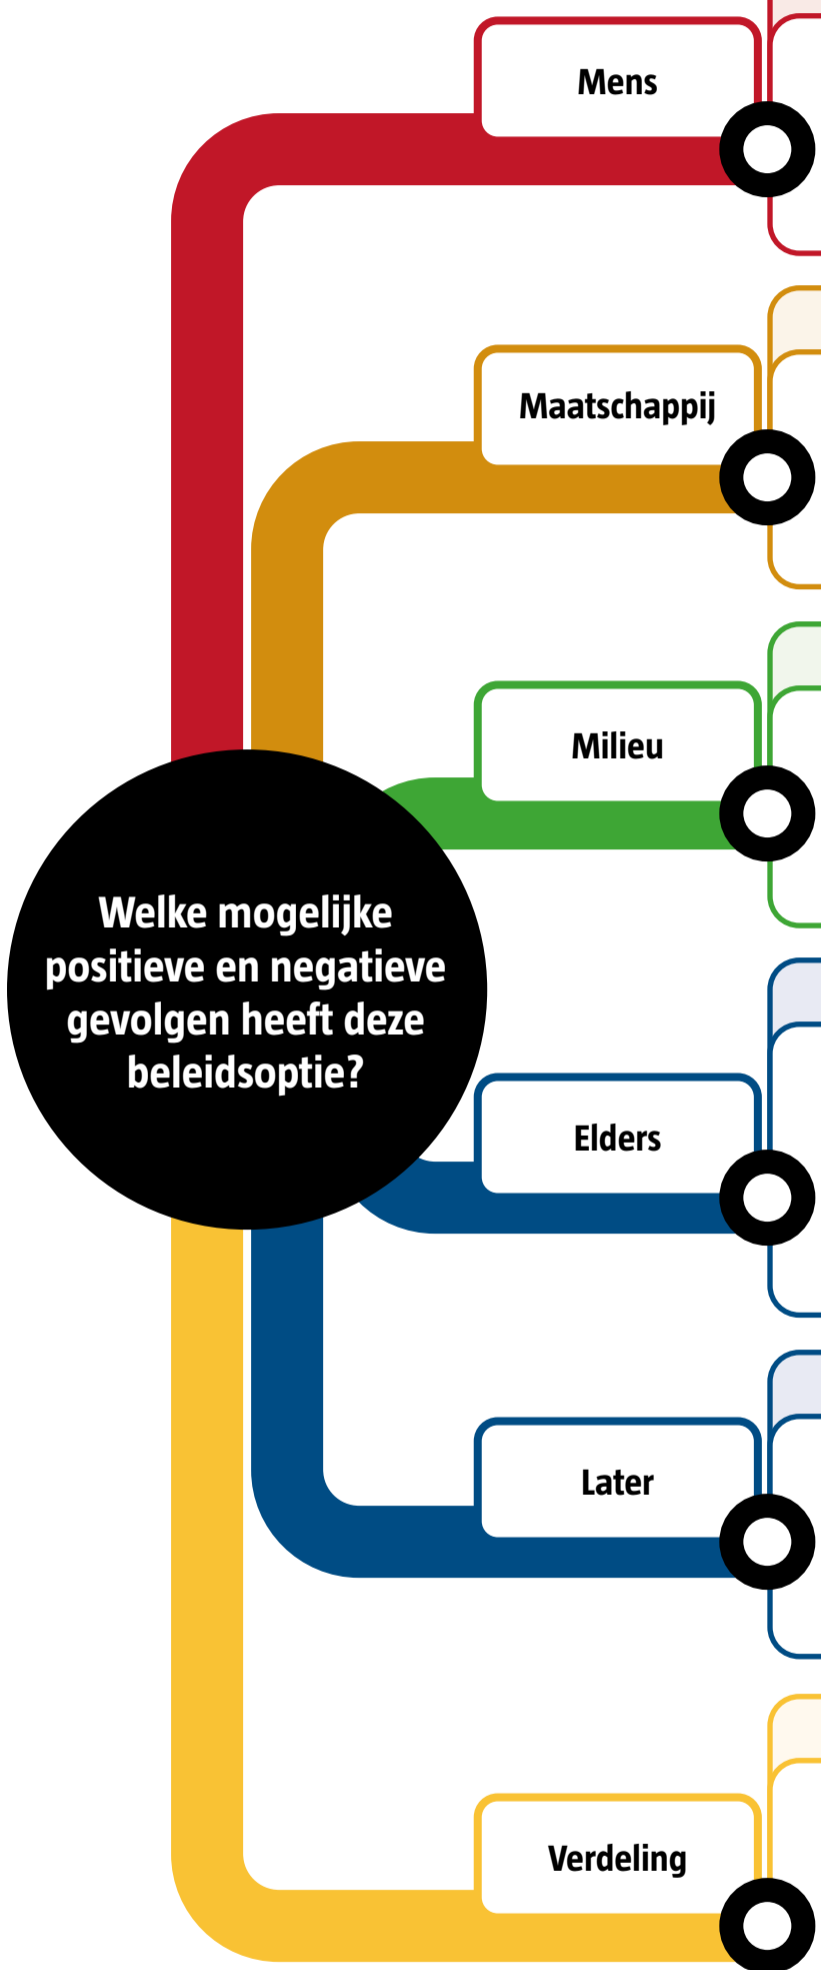 Mens
Maatschappij
Milieu
Welke mogelijke
positieve en negatieve
gevolgen heeft deze
beleidsoptie?
Elders
Later
Verdeling